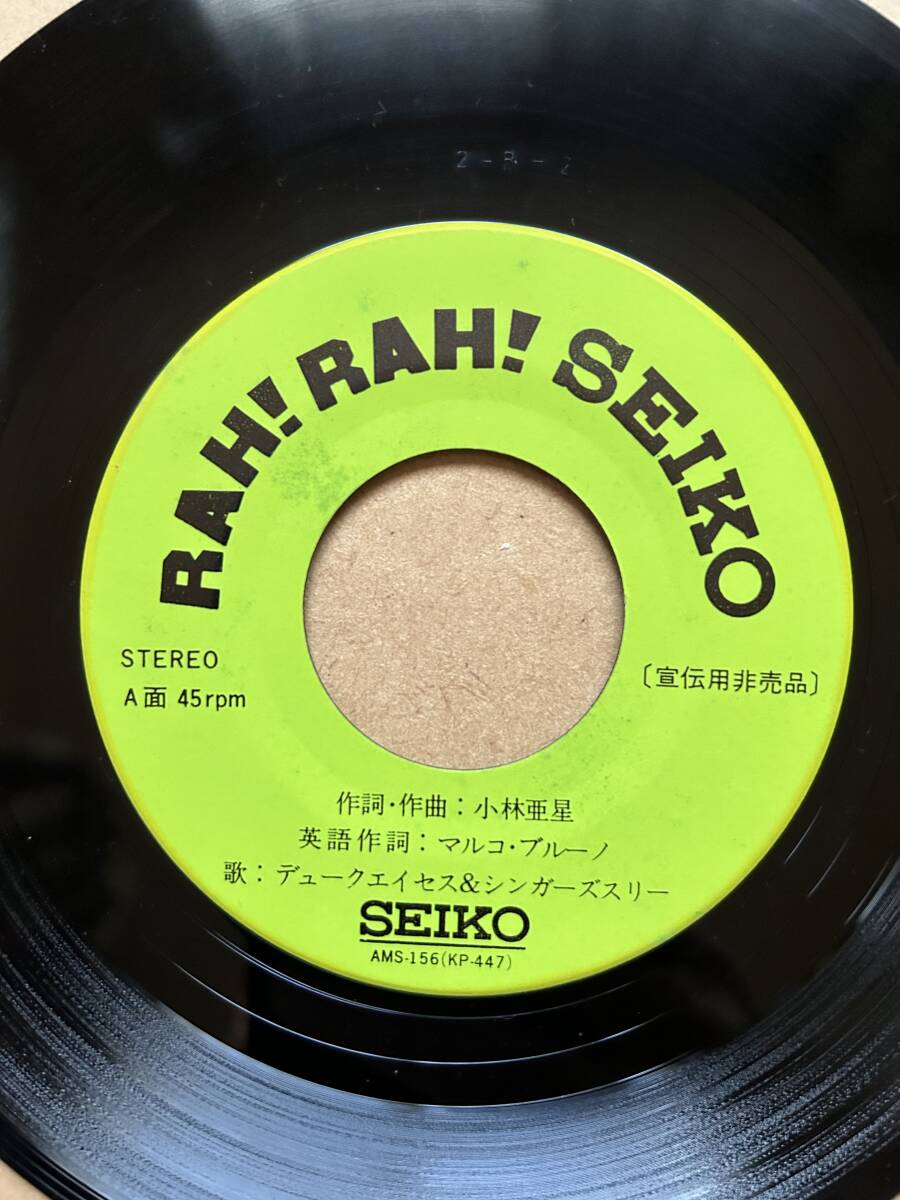 2-B-2
RAH! RAH! SEIKO
STEREO
A面 45rpm
〔宣伝用非売品〕
作詞・作曲：小林亜星
英語作詞：マルコ・ブルーノ
歌：デュークエイセス&シンガーズスリー
SEIKO
AMS-156(KP-447)